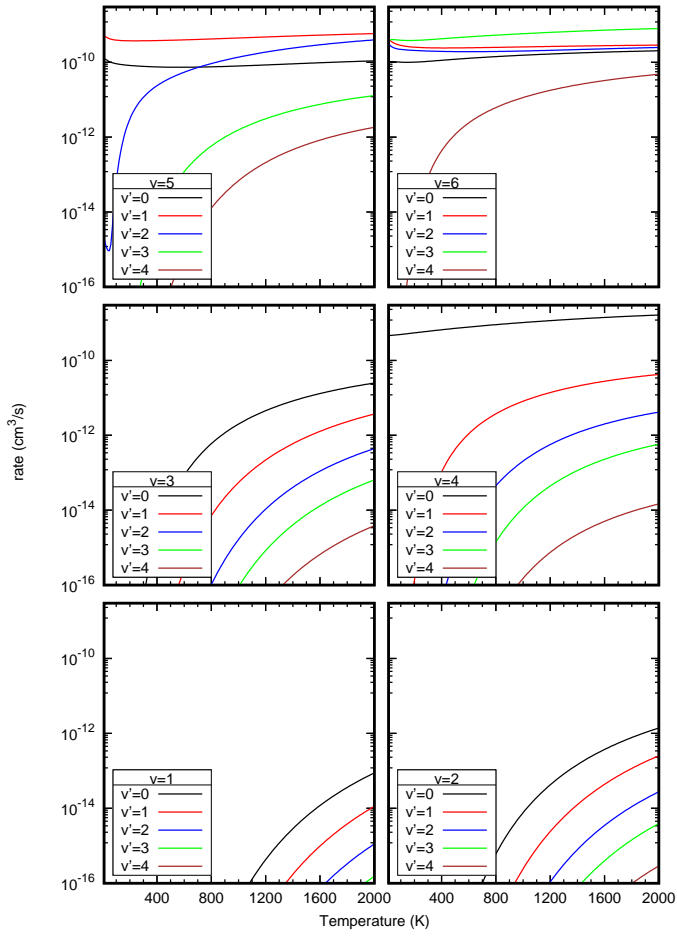 10⁻¹⁰
10⁻¹²
10⁻¹⁴
10⁻¹⁶
v=5
v'=0
v'=1
v'=2
v'=3
v'=4
v=6
v'=0
v'=1
v'=2
v'=3
v'=4
rate (cm³/s)
10⁻¹⁰
10⁻¹²
10⁻¹⁴
10⁻¹⁶
v=3
v'=0
v'=1
v'=2
v'=3
v'=4
v=4
v'=0
v'=1
v'=2
v'=3
v'=4
10⁻¹⁰
10⁻¹²
10⁻¹⁴
10⁻¹⁶
v=1
v'=0
v'=1
v'=2
v'=3
v'=4
v=2
v'=0
v'=1
v'=2
v'=3
v'=4
400 800 1200 1600 2000 400 800 1200 1600 2000
Temperature (K)